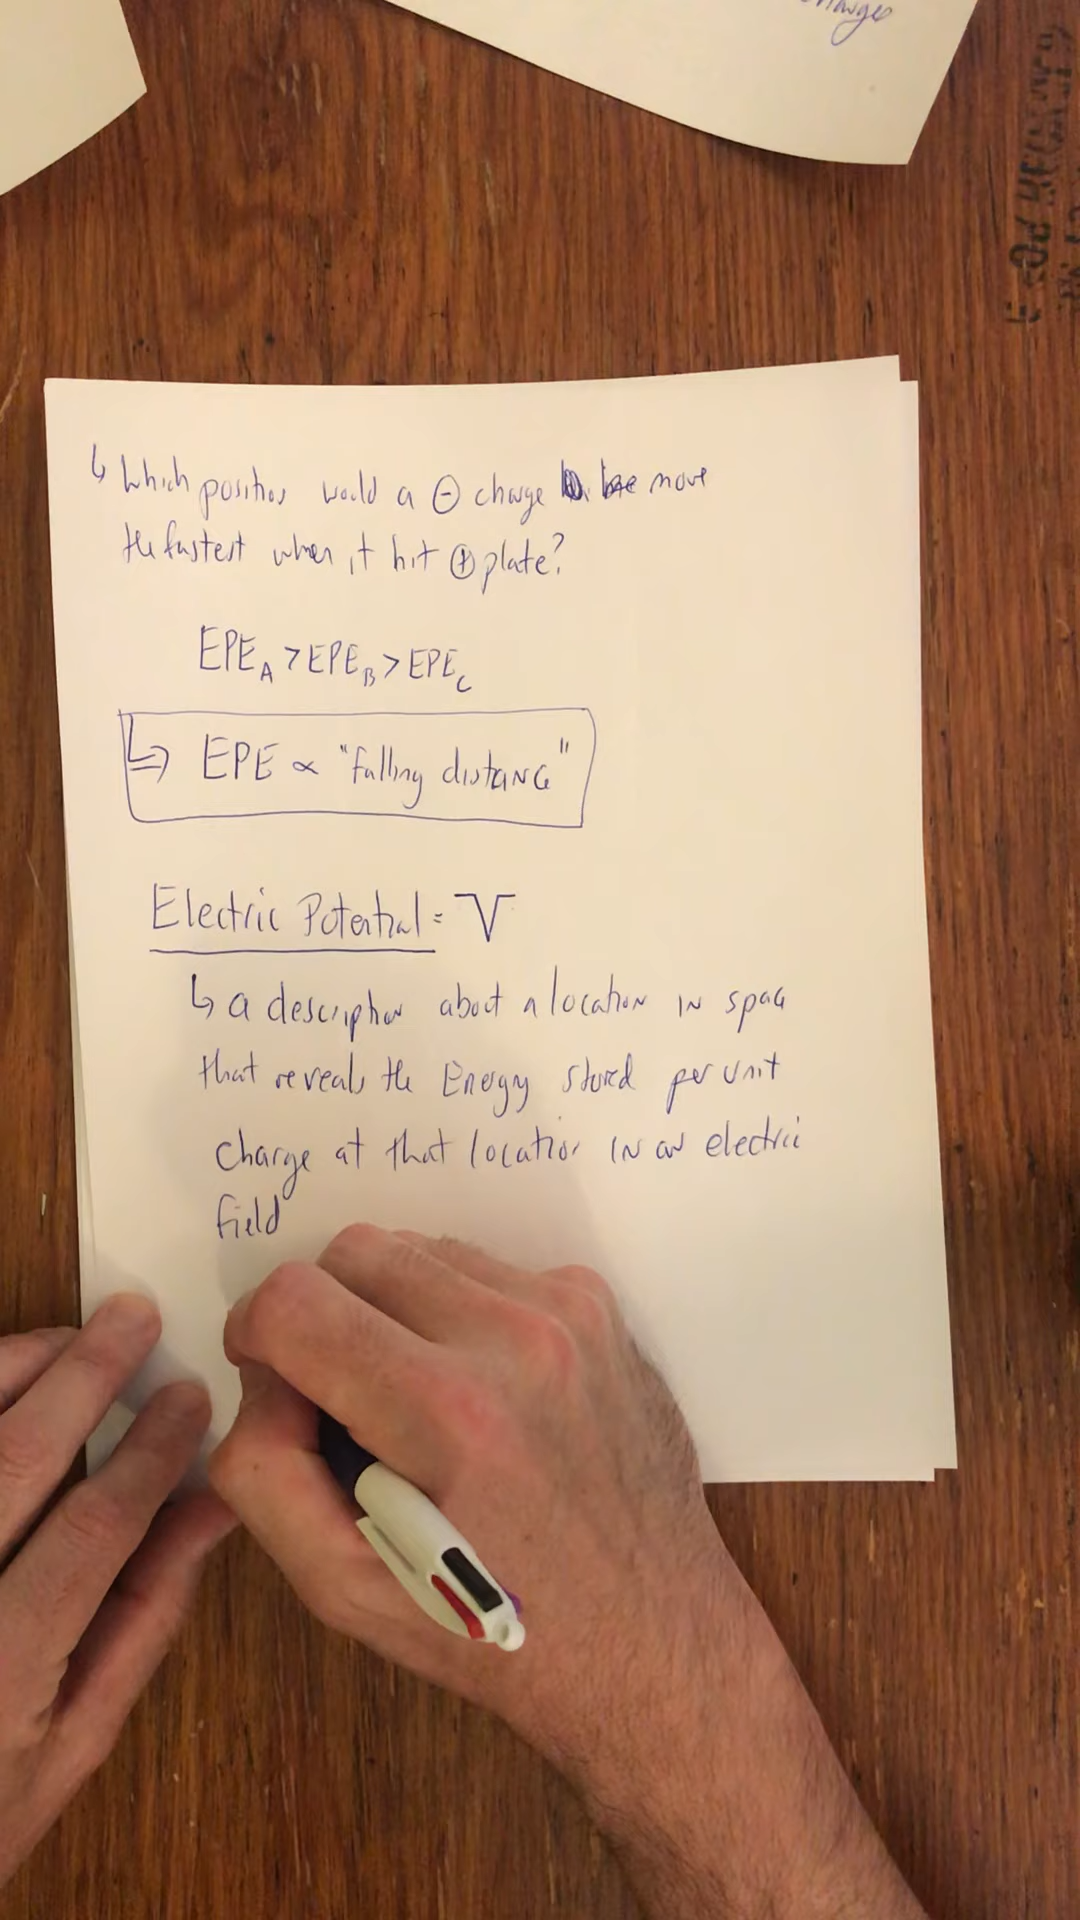 charges
↳ Which position would a ⊖ charge move
the fastest when it hit ⊕ plate?
EPE_A > EPE_B > EPE_C
↳ EPE ∝ "falling distance"
Electric Potential = V
↳ a description about a location in space
that reveals the Energy stored per unit
charge at that location in an electric
field